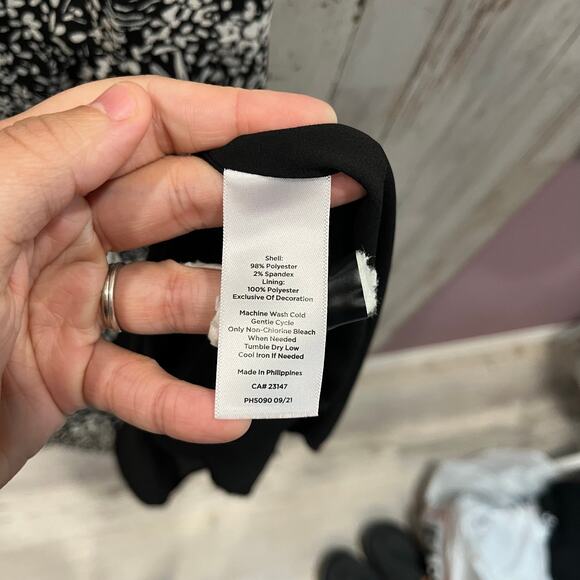 Shell:
98% Polyester
2% Spandex
Lining:
100% Polyester
Exclusive Of Decoration
Machine Wash Cold
Gentle Cycle
Only Non-Chlorine Bleach
When Needed
Tumble Dry Low
Cool Iron If Needed
Made In Philippines
CA# 23147
PH5090 09/21